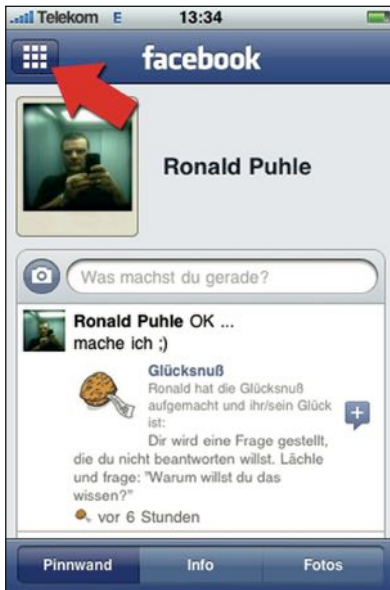 Telekom E 13:34
facebook
Ronald Puhle
Was machst du gerade?
Ronald Puhle OK ...
mache ich ;)
Glücksnuß
Ronald hat die Glücksnuß
aufgemacht und ihr/sein Glück
ist:
Dir wird eine Frage gestellt,
die du nicht beantworten willst. Lächle
und frage: "Warum willst du das
wissen?"
vor 6 Stunden
Pinnwand Info Fotos